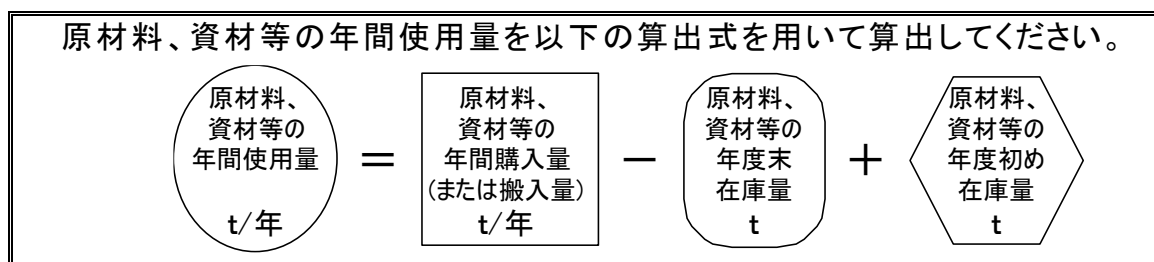 原材料、資材等の年間使用量を以下の算出式を用いて算出してください。
原材料、
資材等の
年間使用量
t/年
＝
原材料、
資材等の
年間購入量
(または搬入量)
t/年
－
原材料、
資材等の
年度末
在庫量
t
＋
原材料、
資材等の
年度初め
在庫量
t